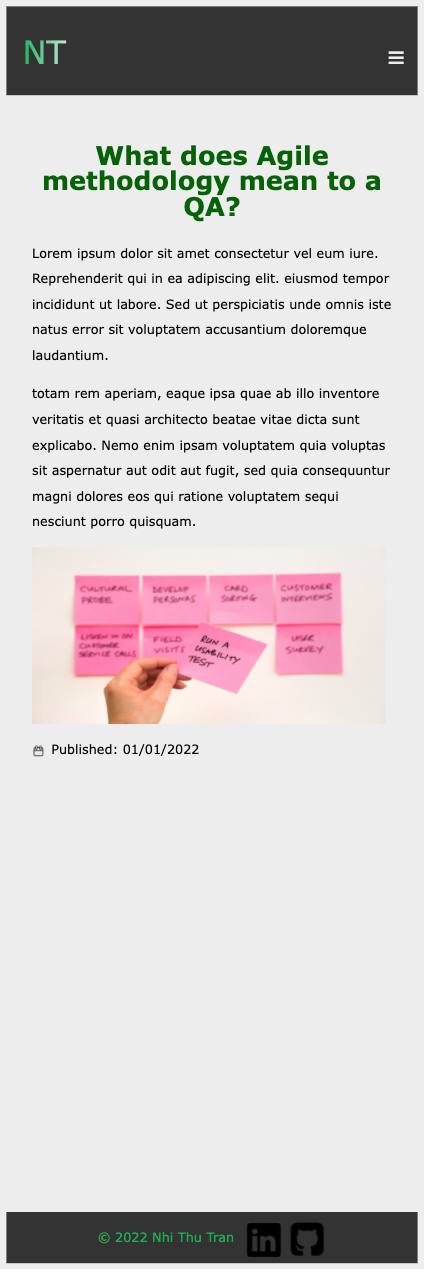 NT
What does Agile
methodology mean to a
QA?
Lorem ipsum dolor sit amet consectetur vel eum iure.
Reprehenderit qui in ea adipiscing elit. eiusmod tempor
incididunt ut labore. Sed ut perspiciatis unde omnis iste
natus error sit voluptatem accusantium doloremque
laudantium.
totam rem aperiam, eaque ipsa quae ab illo inventore
veritatis et quasi architecto beatae vitae dicta sunt
explicabo. Nemo enim ipsam voluptatem quia voluptas
sit aspernatur aut odit aut fugit, sed quia consequuntur
magni dolores eos qui ratione voluptatem sequi
nesciunt porro quisquam.
CULTURAL
PROBE
DEVELOP
PERSONAS
CARD
SORTING
CUSTOMER
INTERVIEWS
LISTEN IN ON
CUSTOMER
SERVICE CALLS
FIELD
VISITS
RUN A
USABILITY
TEST
USER
SURVEY
Published: 01/01/2022
© 2022 Nhi Thu Tran
in